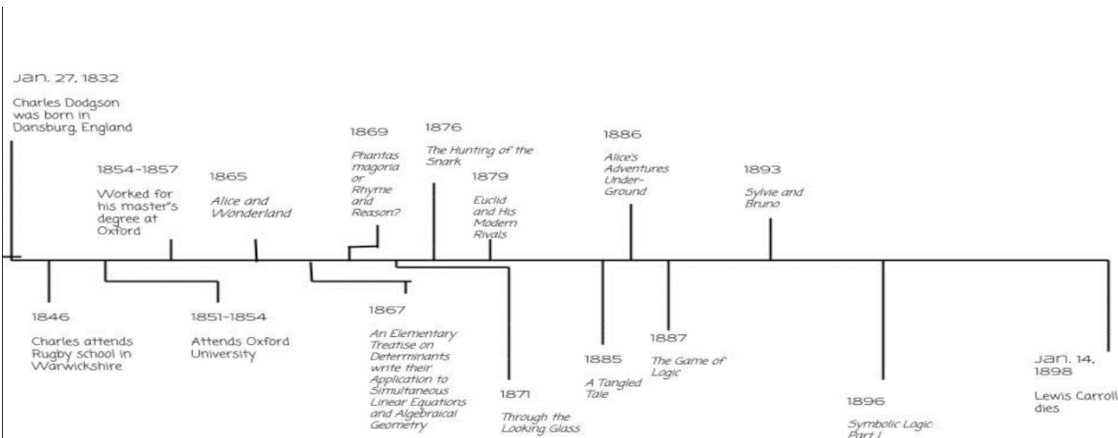 Jan. 27, 1832
Charles Dodgson
was born in
Dansburg, England
1854-1857
Worked for
his master's
degree at
Oxford
1865
Alice and
Wonderland
1869
Phantas
magoria
or
Rhyme
and
Reason?
1876
The Hunting of the
Snark
1879
Euclid
and His
Modern
Rivals
1886
Alice's
Adventures
Under-
Ground
1893
Sylvie and
Bruno
1846
Charles attends
Rugby school in
Warwickshire
1851-1854
Attends Oxford
University
1867
An Elementary
Treatise on
Determinants
write their
Application to
Simultaneous
Linear Equations
and Algebraical
Geometry
1871
Through the
Looking Glass
1885
A Tangled
Tale
1887
The Game of
Logic
1896
Symbolic Logic
Part I
Jan. 14,
1898
Lewis Carroll
dies